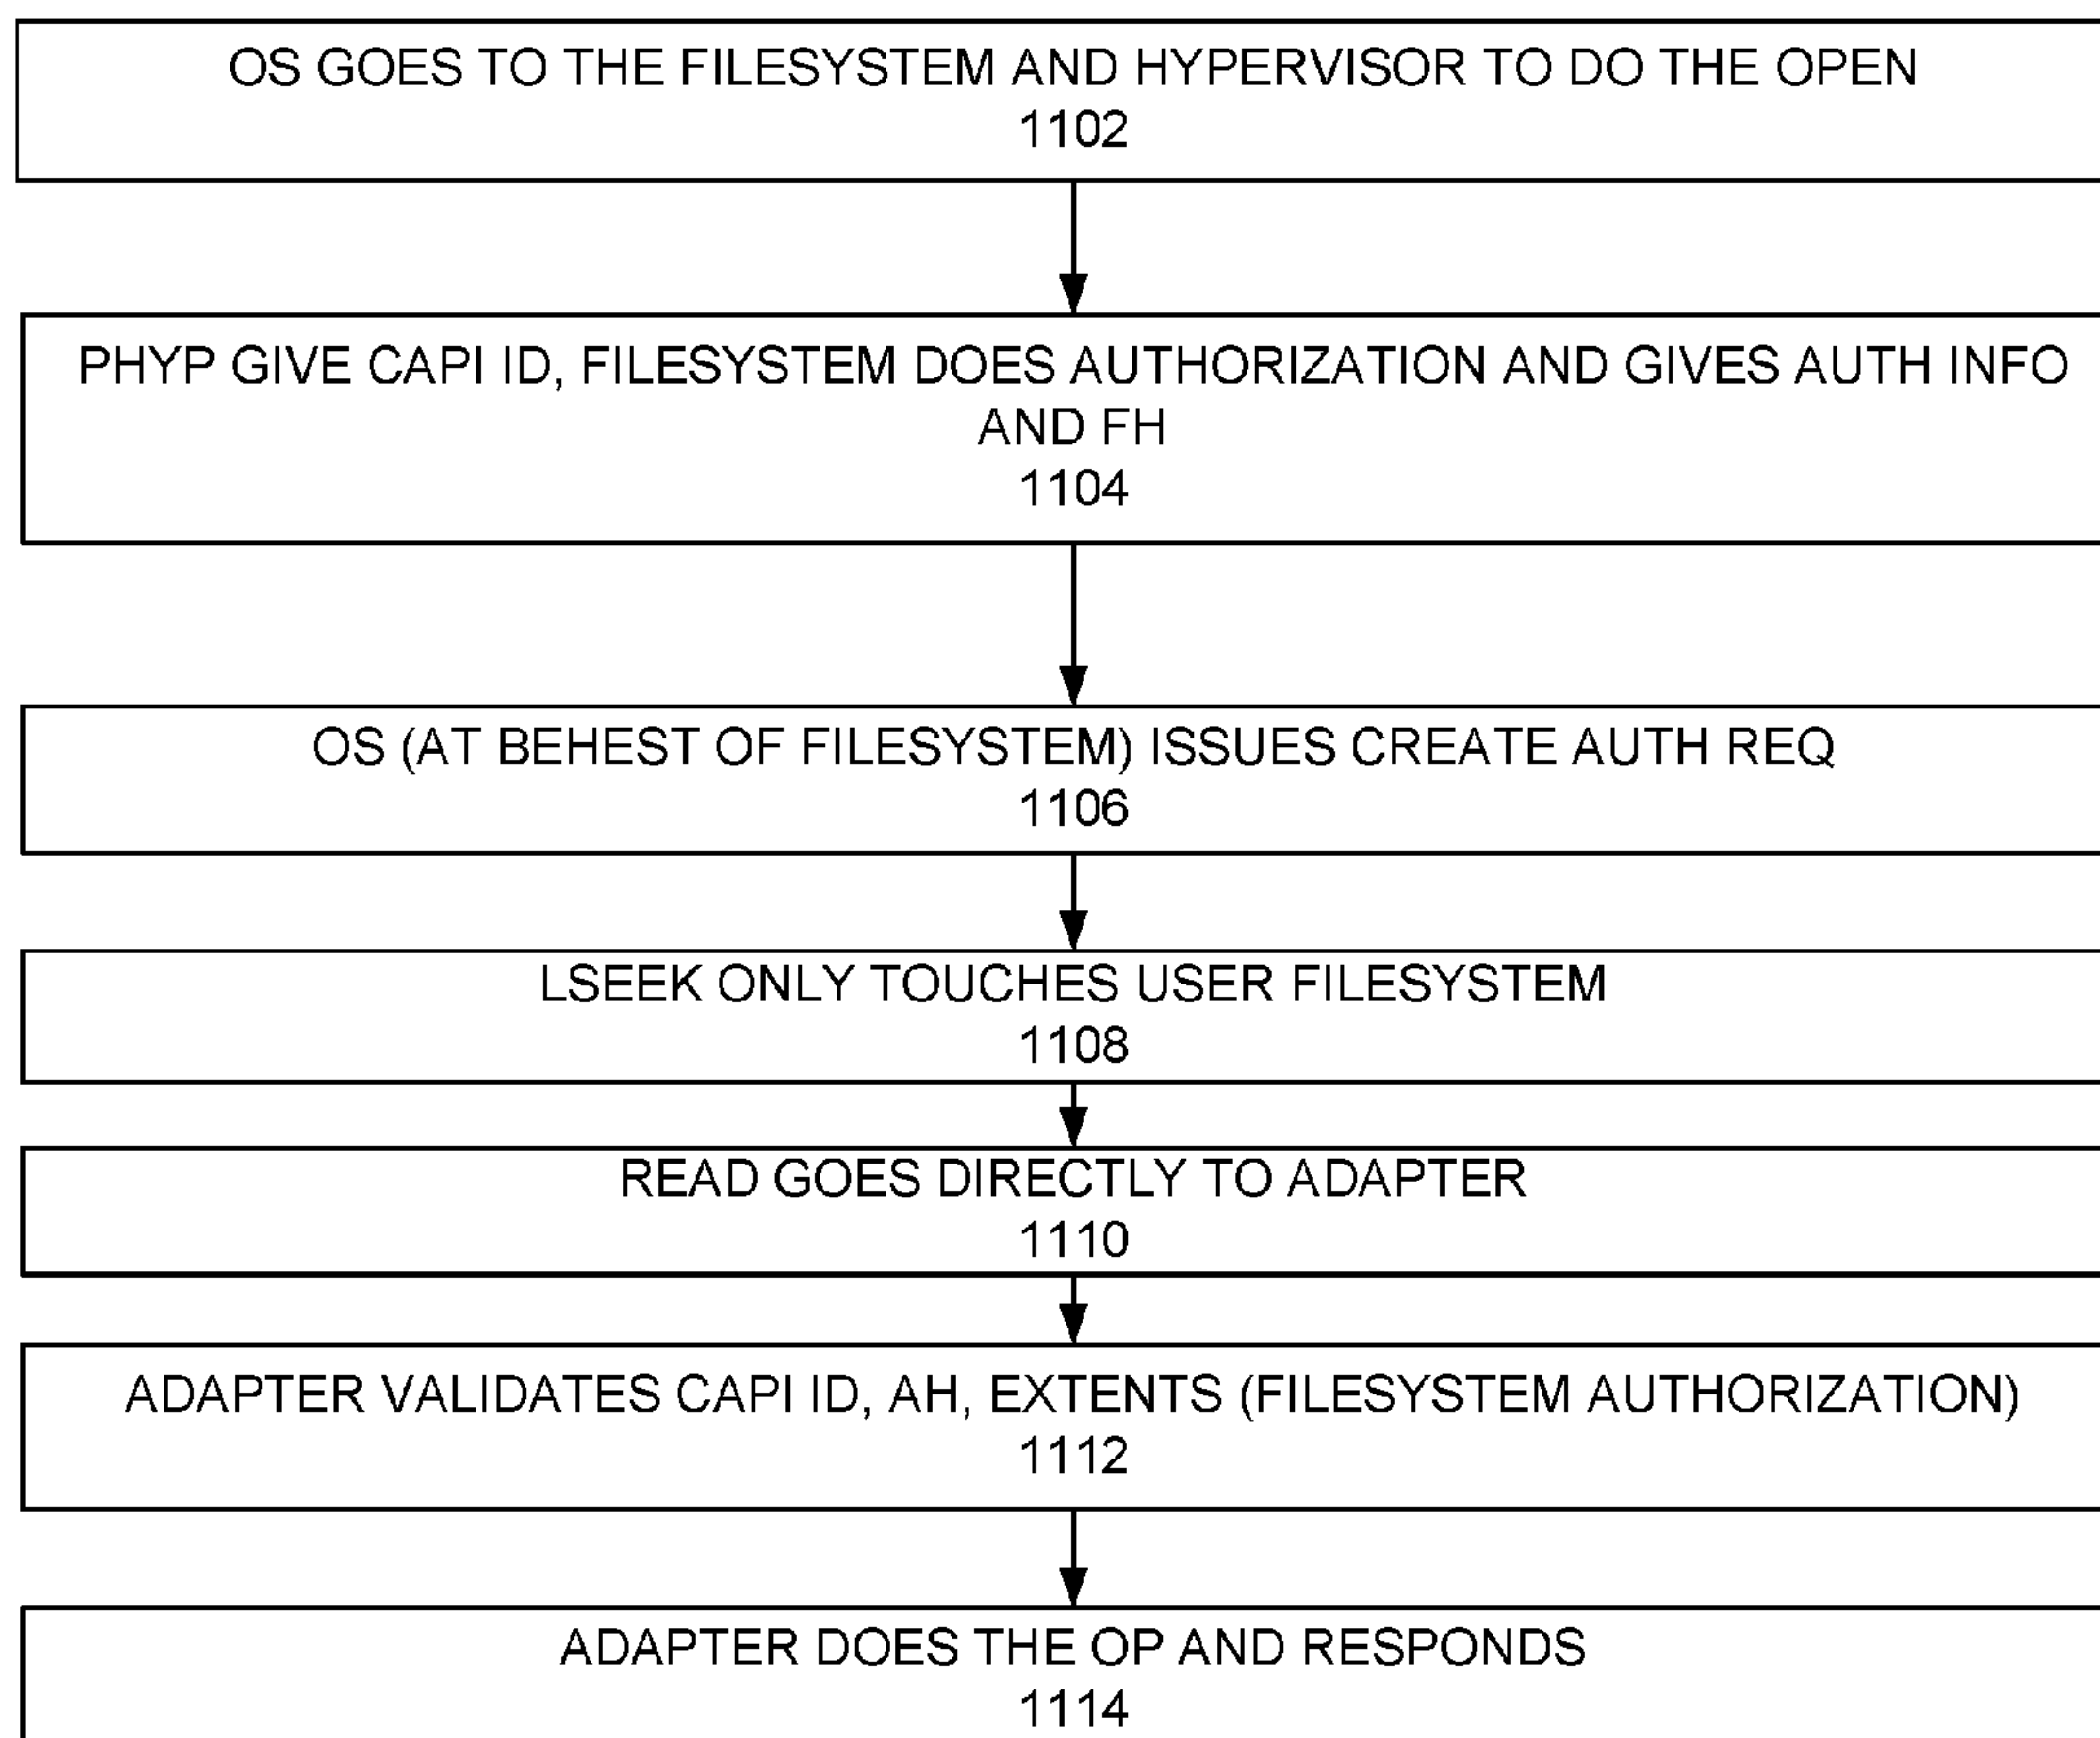 OS GOES TO THE FILESYSTEM AND HYPERVISOR TO DO THE OPEN
1102
PHYP GIVE CAPI ID, FILESYSTEM DOES AUTHORIZATION AND GIVES AUTH INFO
AND FH
1104
OS (AT BEHEST OF FILESYSTEM) ISSUES CREATE AUTH REQ
1106
LSEEK ONLY TOUCHES USER FILESYSTEM
1108
READ GOES DIRECTLY TO ADAPTER
1110
ADAPTER VALIDATES CAPI ID, AH, EXTENTS (FILESYSTEM AUTHORIZATION)
1112
ADAPTER DOES THE OP AND RESPONDS
1114